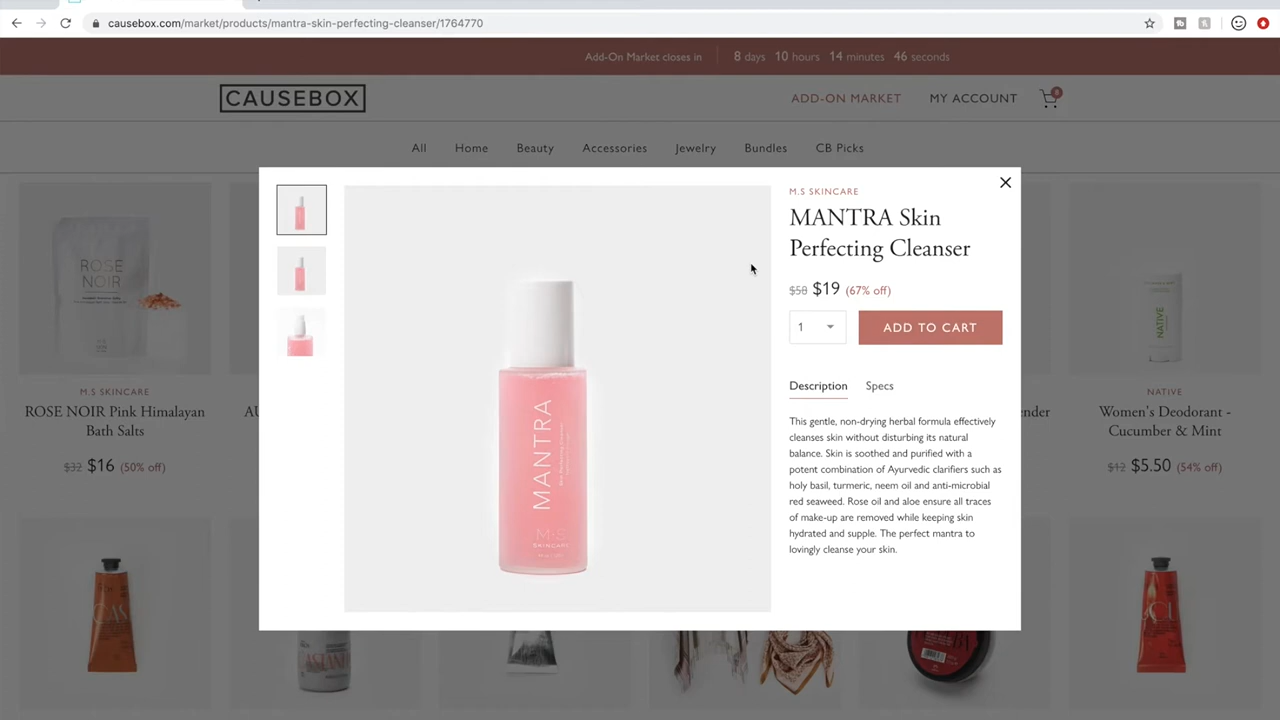 causebox.com/market/products/mantra-skin-perfecting-cleanser/1764770
Add-On Market closes in 8 days 10 hours 14 minutes 46 seconds
CAUSEBOX
ADD-ON MARKET MY ACCOUNT 8
All Home Beauty Accessories Jewelry Bundles CB Picks
M.S SKINCARE
MANTRA Skin
Perfecting Cleanser
$58 $19 (67% off)
1 ADD TO CART
Description Specs
This gentle, non-drying herbal formula effectively
cleanses skin without disturbing its natural
balance. Skin is soothed and purified with a
potent combination of Ayurvedic clarifiers such as
holy basil, turmeric, neem oil and anti-microbial
red seaweed. Rose oil and aloe ensure all traces
of make-up are removed while keeping skin
hydrated and supple. The perfect mantra to
lovingly cleanse your skin.
MANTRA
Skin Perfecting Cleanser
M·S
SKINCARE
ROSE
NOIR
M.S SKINCARE
ROSE NOIR Pink Himalayan
Bath Salts
$32 $16 (50% off)
AU
nder
NATIVE
NATIVE
Women's Deodorant -
Cucumber & Mint
$12 $5.50 (54% off)